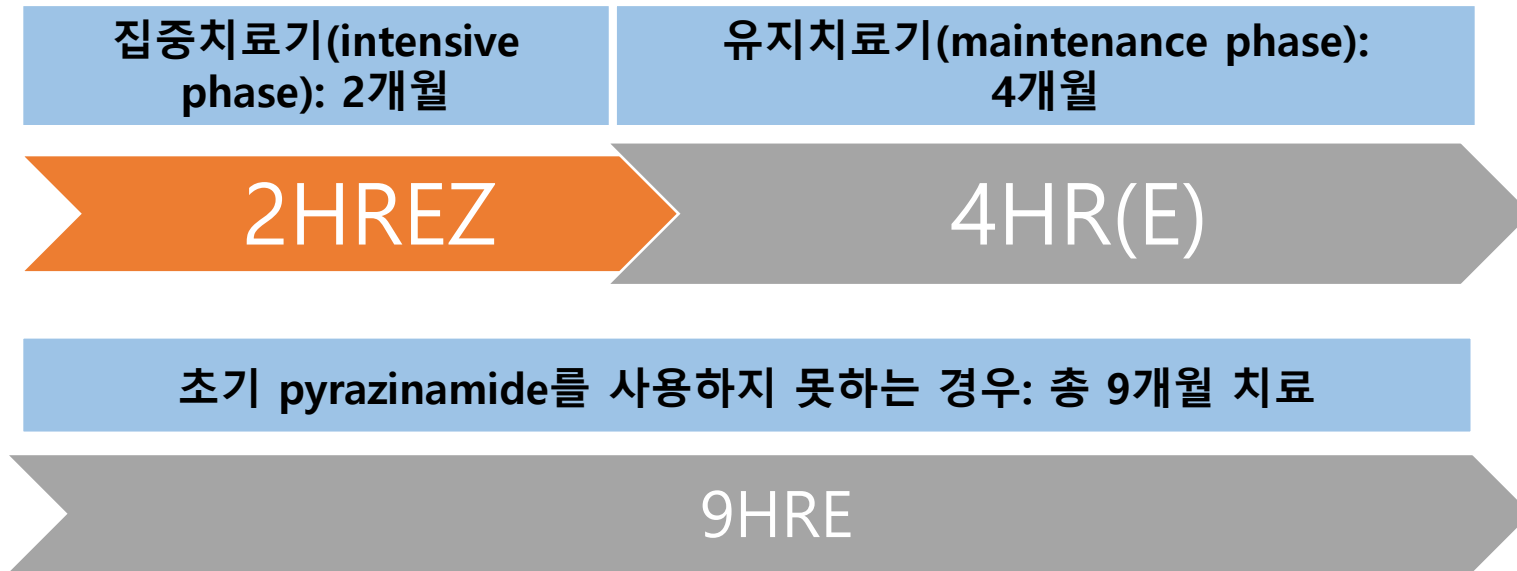 집중치료기(intensive
phase): 2개월
유지치료기(maintenance phase):
4개월
2HREZ
4HR(E)
초기 pyrazinamide를 사용하지 못하는 경우: 총 9개월 치료
9HRE